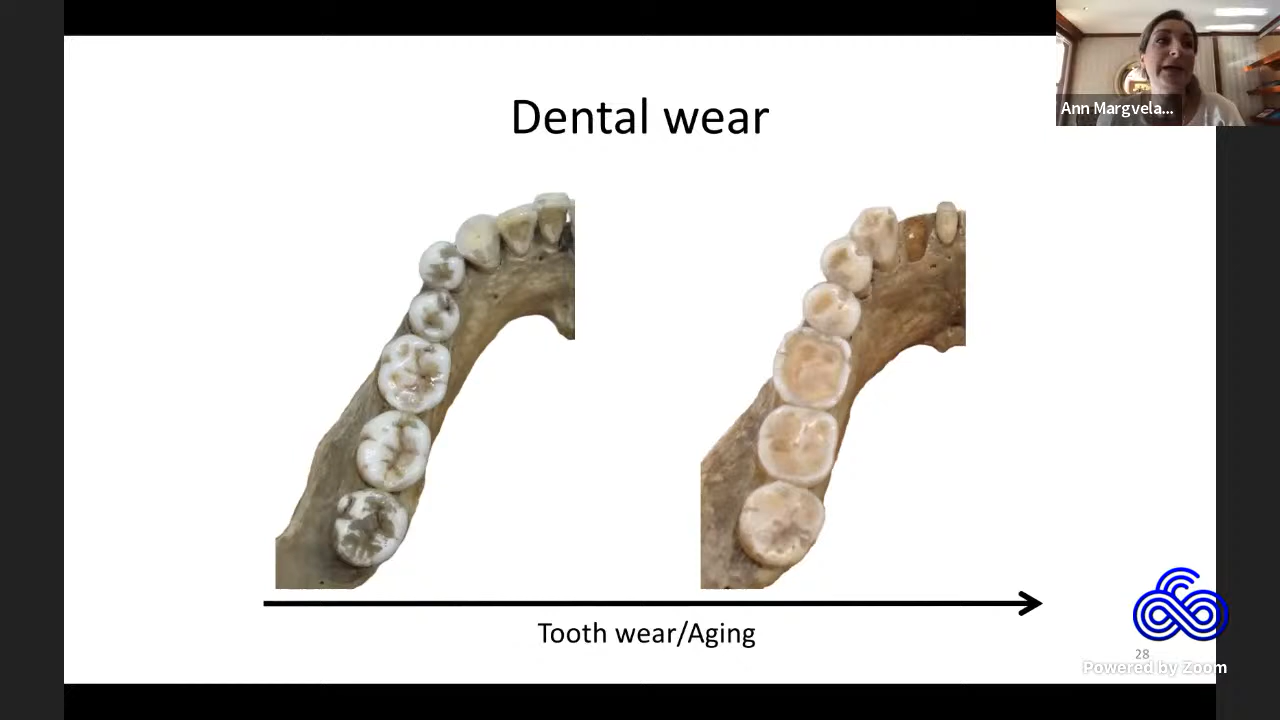 Ann Margvela...
Dental wear
Tooth wear/Aging
28
Powered by Zoom